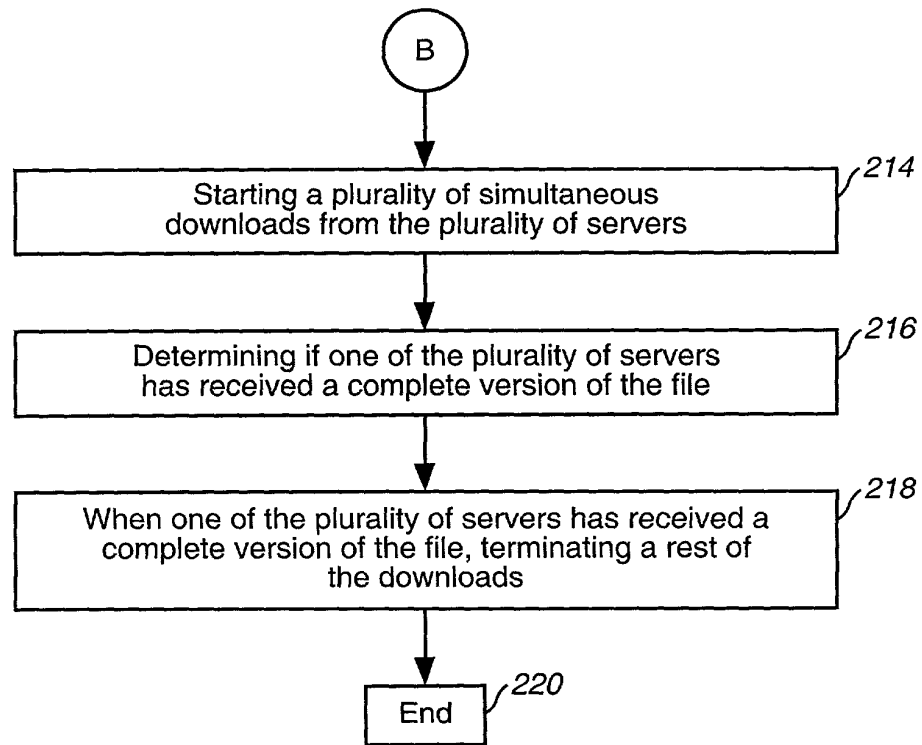 B
214
Starting a plurality of simultaneous
downloads from the plurality of servers
216
Determining if one of the plurality of servers
has received a complete version of the file
218
When one of the plurality of servers has received a
complete version of the file, terminating a rest of
the downloads
220
End